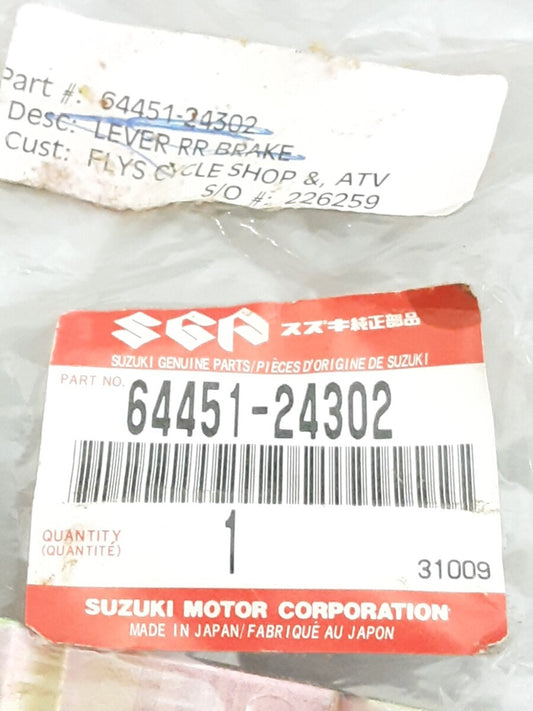 Part #: 64451-24302
Desc: LEVER RR BRAKE
Cust: FLYS CYCLE SHOP &, ATV
S/O #: 226259
SGP スズキ純正部品
SUZUKI GENUINE PARTS/PIÈCES D'ORIGINE DE SUZUKI
PART NO. 64451-24302
QUANTITY
(QUANTITÉ) 1
31009
SUZUKI MOTOR CORPORATION
MADE IN JAPAN/FABRIQUÉ AU JAPON